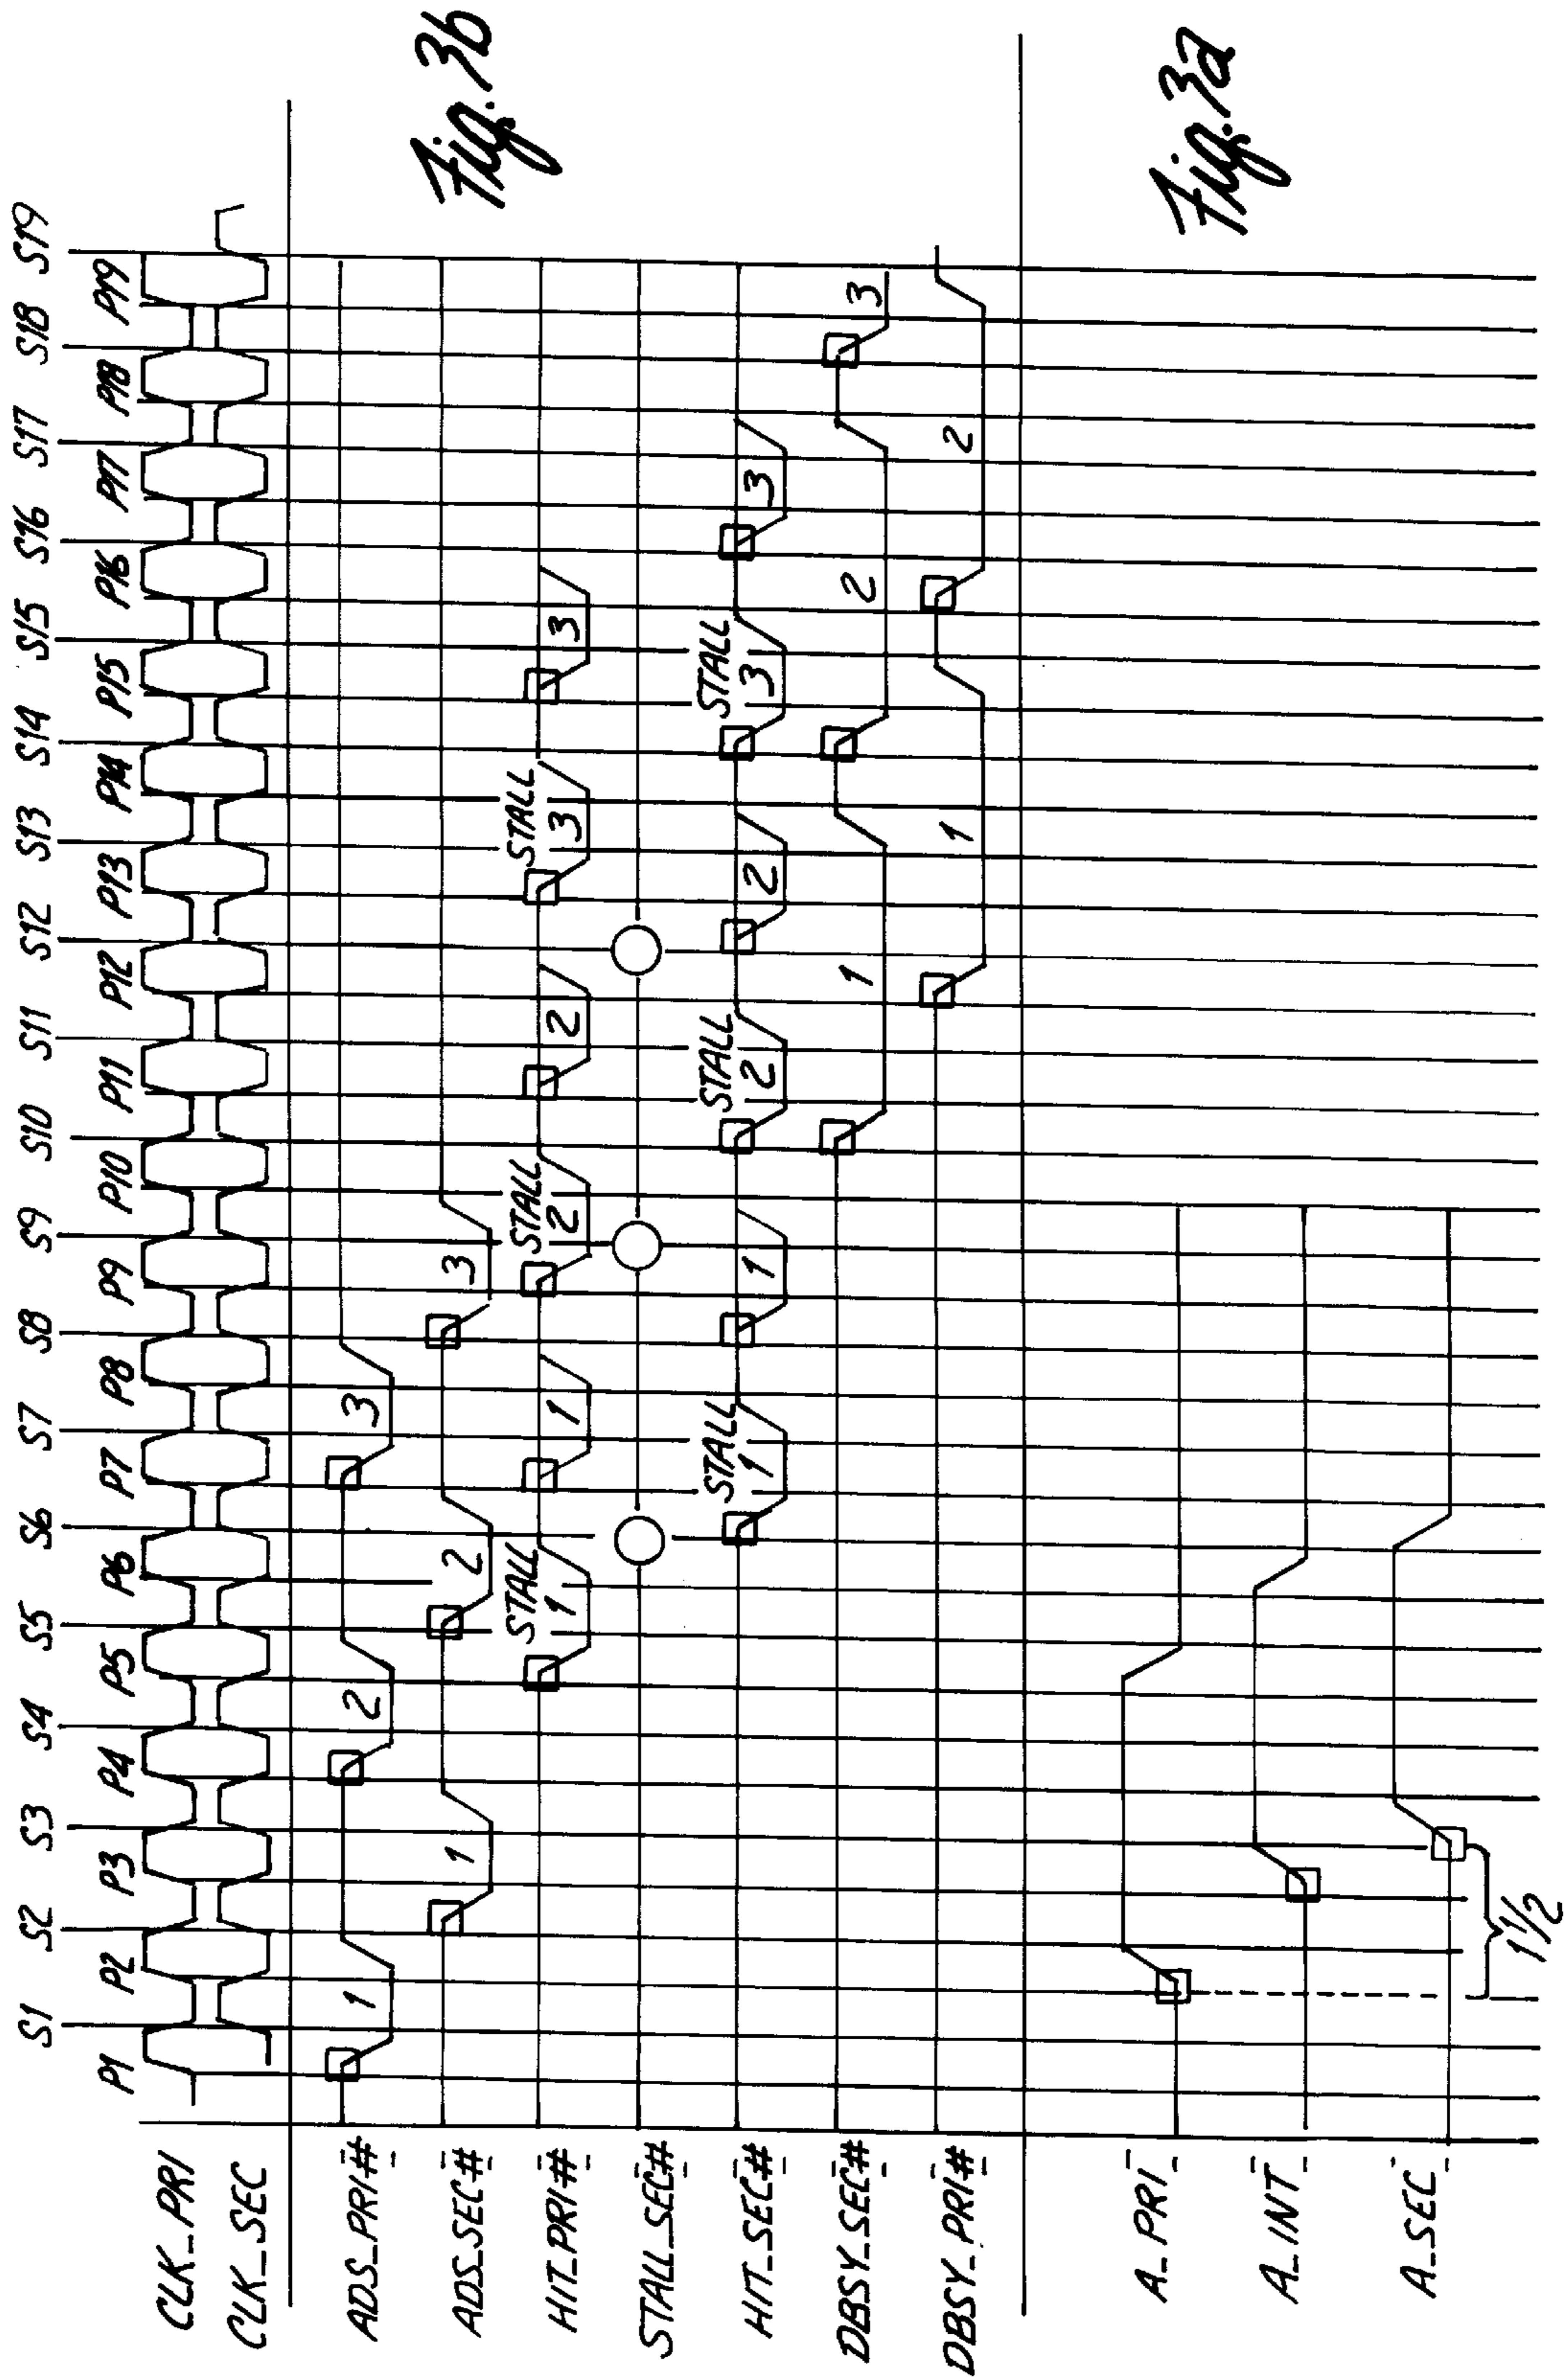 S1 S2 S3 S4 S5 S6 S7 S8 S9 S10 S11 S12 S13 S14 S15 S16 S17 S18 S19
P1 P2 P3 P4 P5 P6 P7 P8 P9 P10 P11 P12 P13 P14 P15 P16 P17 P18 P19
CLK_PRI
CLK_SEC
ADS_PRI# 1 2 3
ADS_SEC# 1 2 3
HIT_PRI# STALL 1 1 STALL 2 2 STALL 3 3
STALL_SEC#
HIT_SEC# STALL 1 1 STALL 2 2 STALL 3 3
DBSY_SEC# 1 2 3
DBSY_PRI# 1 2
Fig. 3b
A_PRI
A_INT
A_SEC
1 1/2
Fig. 3a